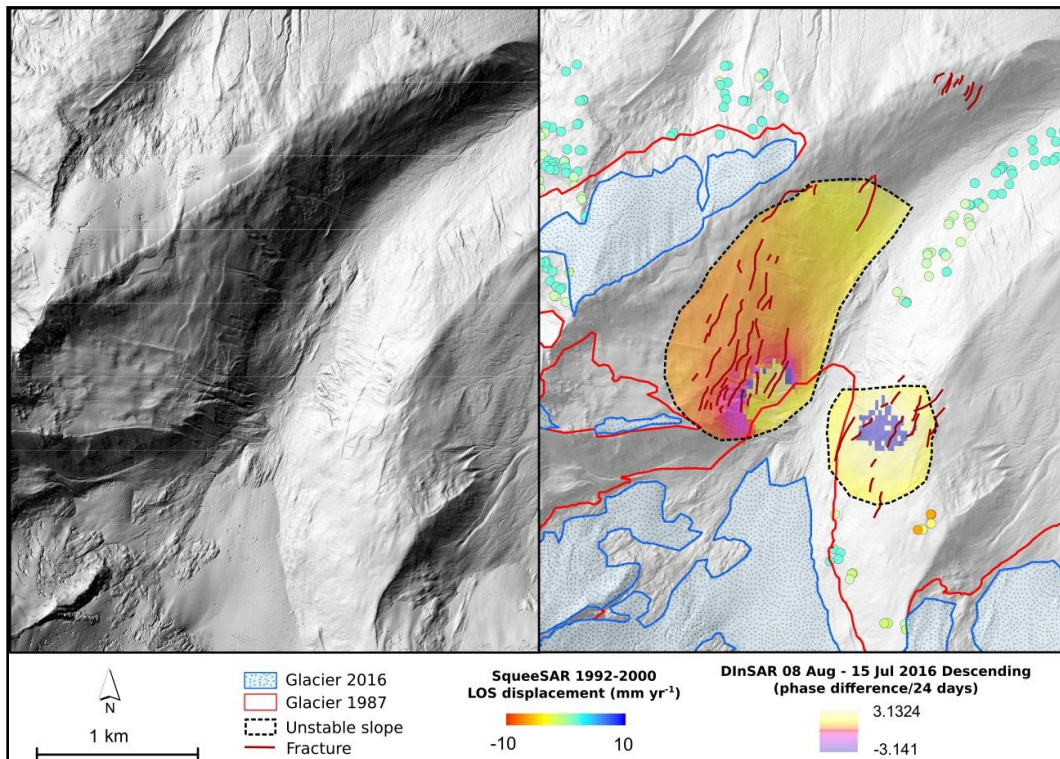 Glacier 2016
Glacier 1987
Unstable slope
Fracture
N
1 km
SqueeSAR 1992-2000
LOS displacement (mm yr⁻¹)
-10
10
DInSAR 08 Aug - 15 Jul 2016 Descending
(phase difference/24 days)
3.1324
-3.141